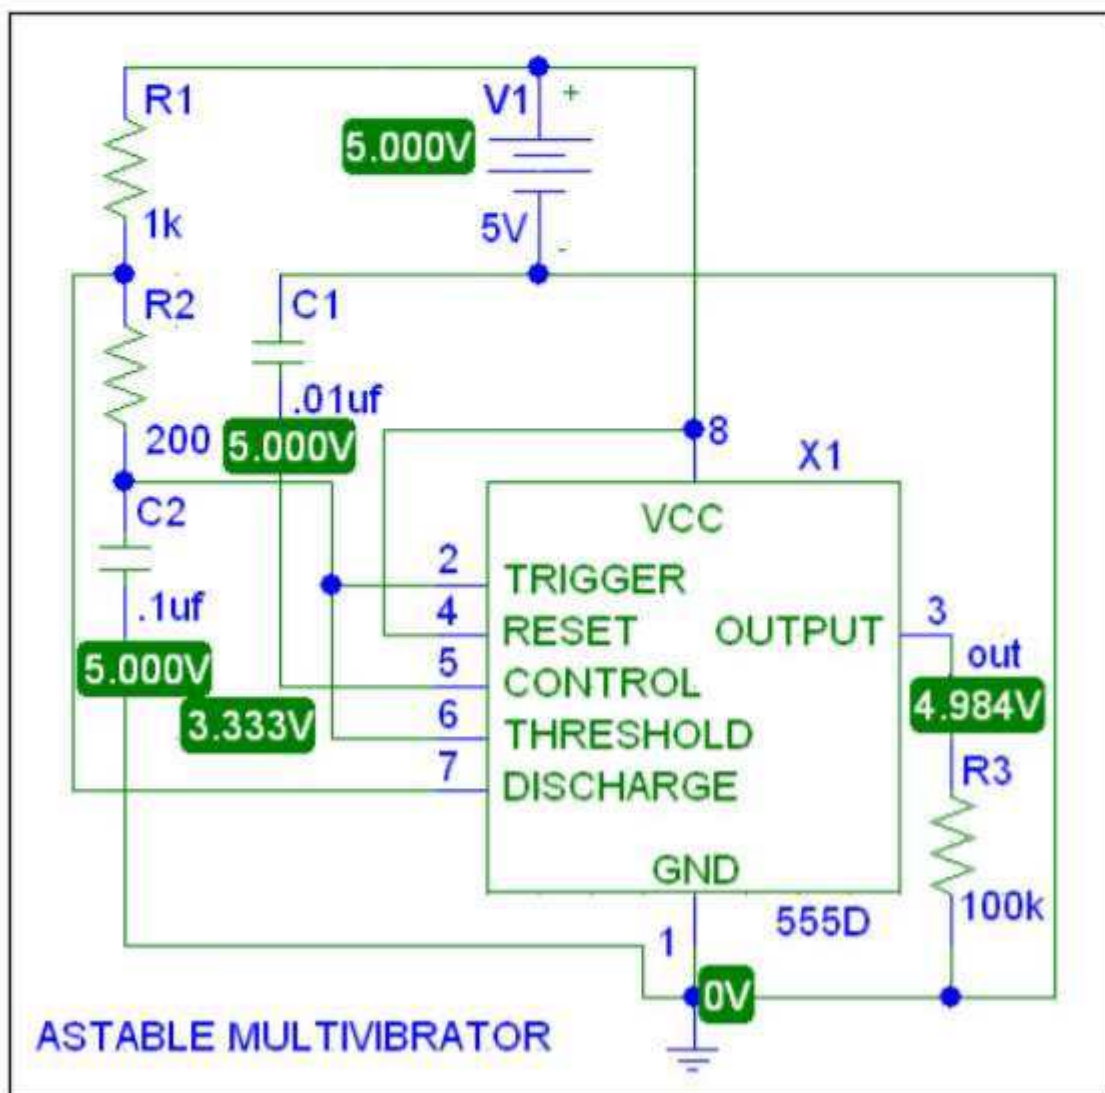 R1
V1
+
5.000V
1k
5V
-
R2
C1
.01uf
200
5.000V
8
X1
C2
VCC
2
TRIGGER
.1uf
4
RESET
OUTPUT
3
out
5.000V
5
CONTROL
4.984V
3.333V
6
THRESHOLD
7
DISCHARGE
R3
GND
100k
1
555D
0V
ASTABLE MULTIVIBRATOR